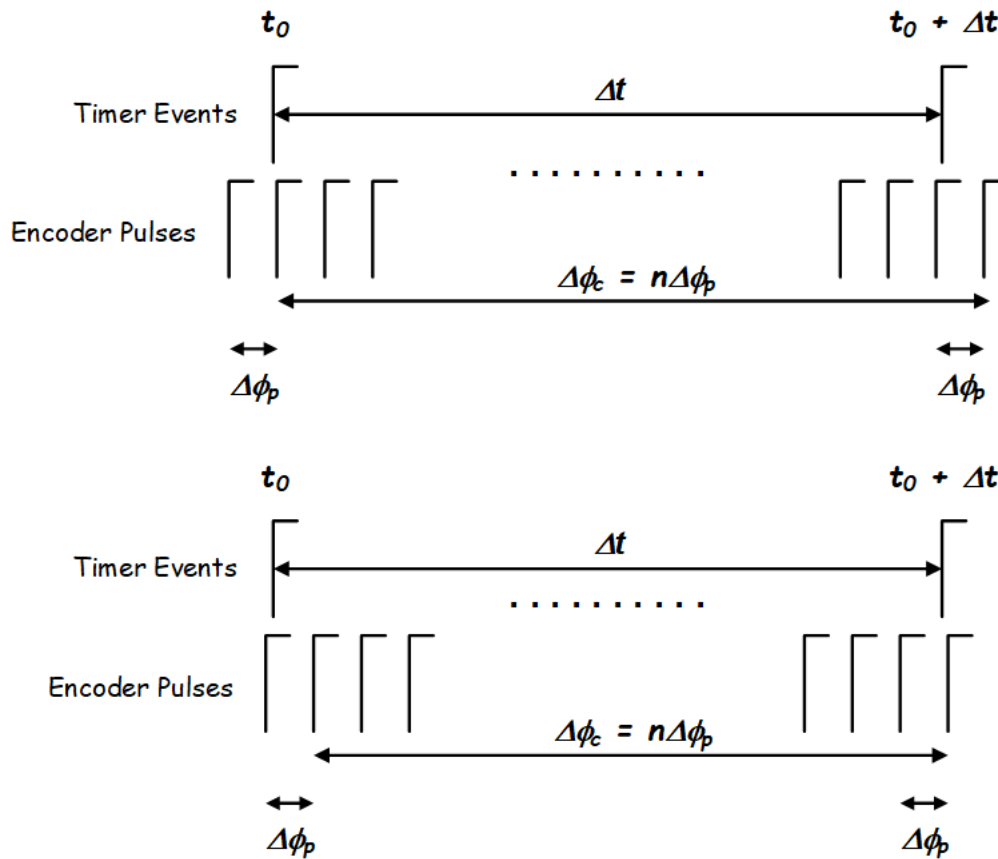 t0 t0 + Δt
Δt
Timer Events
. . . . . . . . . .
Encoder Pulses
Δϕc = nΔϕp
Δϕp Δϕp
t0 t0 + Δt
Δt
Timer Events
. . . . . . . . . .
Encoder Pulses
Δϕc = nΔϕp
Δϕp Δϕp